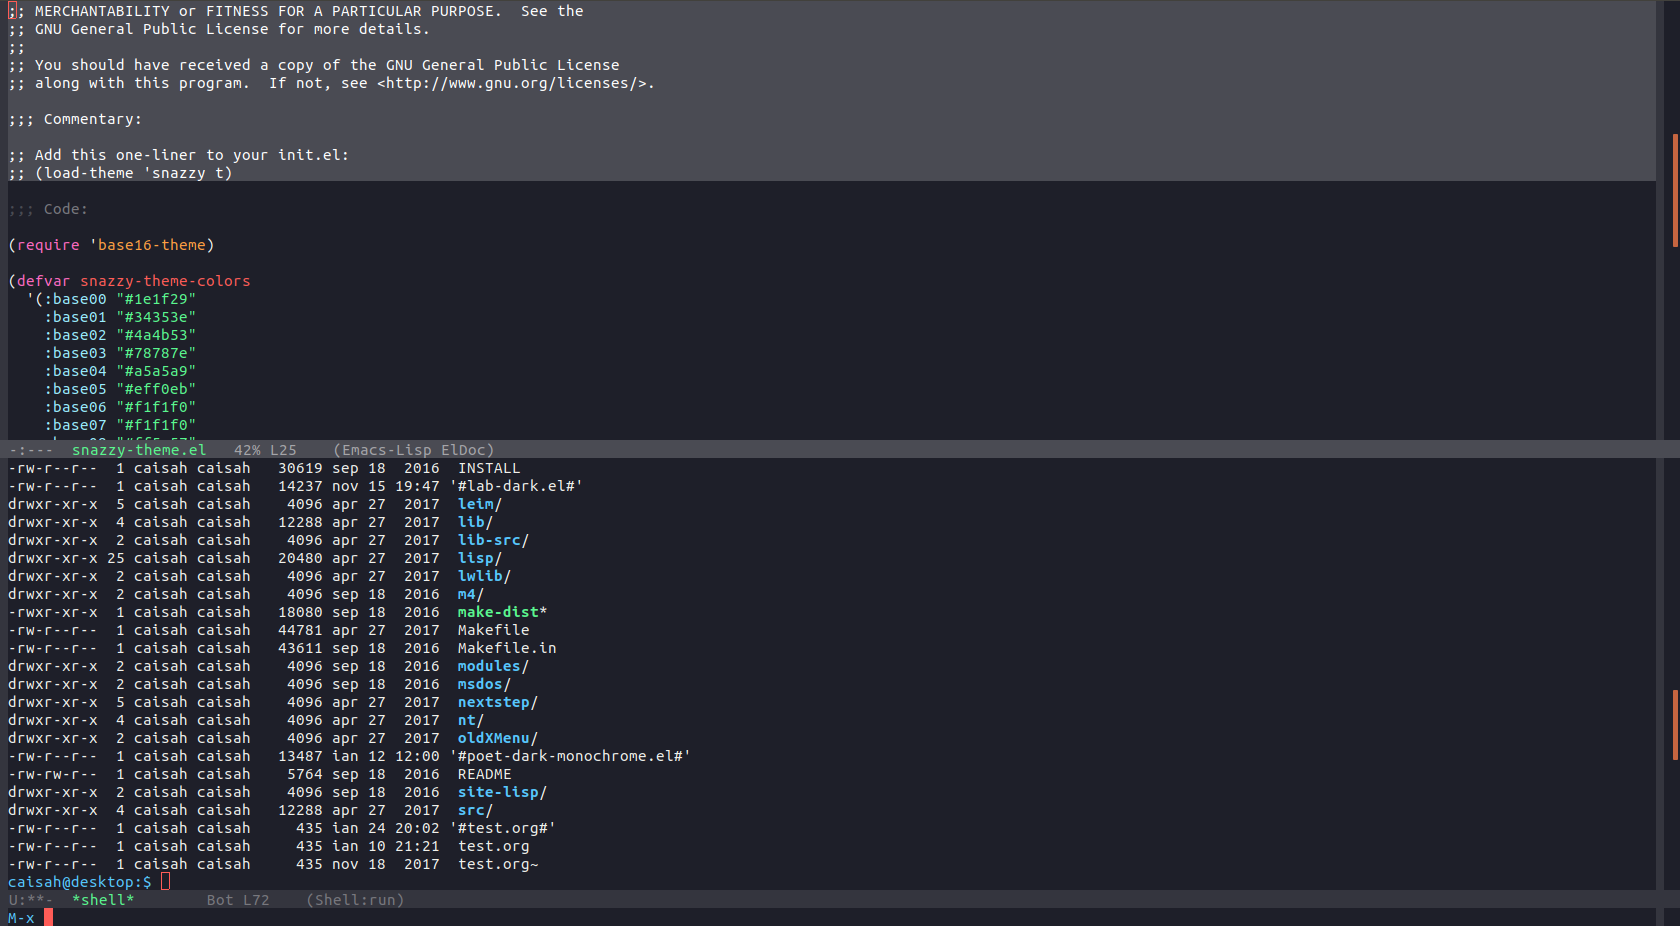 ;; MERCHANTABILITY or FITNESS FOR A PARTICULAR PURPOSE.  See the
;; GNU General Public License for more details.
;;
;; You should have received a copy of the GNU General Public License
;; along with this program.  If not, see <http://www.gnu.org/licenses/>.
;;; Commentary:
;; Add this one-liner to your init.el:
;; (load-theme 'snazzy t)
;;; Code:
(require 'base16-theme)
(defvar snazzy-theme-colors
  '(:base00 "#1e1f29"
    :base01 "#34353e"
    :base02 "#4a4b53"
    :base03 "#78787e"
    :base04 "#a5a5a9"
    :base05 "#eff0eb"
    :base06 "#f1f1f0"
    :base07 "#f1f1f0"
-:---  snazzy-theme.el   42% L25    (Emacs-Lisp ElDoc)
-rw-r--r--  1 caisah caisah   30619 sep 18  2016  INSTALL
-rw-r--r--  1 caisah caisah   14237 nov 15 19:47 '#lab-dark.el#'
drwxr-xr-x  5 caisah caisah    4096 apr 27  2017  leim/
drwxr-xr-x  4 caisah caisah   12288 apr 27  2017  lib/
drwxr-xr-x  2 caisah caisah    4096 apr 27  2017  lib-src/
drwxr-xr-x 25 caisah caisah   20480 apr 27  2017  lisp/
drwxr-xr-x  2 caisah caisah    4096 apr 27  2017  lwlib/
drwxr-xr-x  2 caisah caisah    4096 sep 18  2016  m4/
-rwxr-xr-x  1 caisah caisah   18080 sep 18  2016  make-dist*
-rw-r--r--  1 caisah caisah   44781 apr 27  2017  Makefile
-rw-r--r--  1 caisah caisah   43611 sep 18  2016  Makefile.in
drwxr-xr-x  2 caisah caisah    4096 sep 18  2016  modules/
drwxr-xr-x  2 caisah caisah    4096 sep 18  2016  msdos/
drwxr-xr-x  5 caisah caisah    4096 apr 27  2017  nextstep/
drwxr-xr-x  4 caisah caisah    4096 apr 27  2017  nt/
drwxr-xr-x  2 caisah caisah    4096 apr 27  2017  oldXMenu/
-rw-r--r--  1 caisah caisah   13487 ian 12 12:00 '#poet-dark-monochrome.el#'
-rw-rw-r--  1 caisah caisah    5764 sep 18  2016  README
drwxr-xr-x  2 caisah caisah    4096 sep 18  2016  site-lisp/
drwxr-xr-x  4 caisah caisah   12288 apr 27  2017  src/
-rw-r--r--  1 caisah caisah     435 ian 24 20:02 '#test.org#'
-rw-r--r--  1 caisah caisah     435 ian 10 21:21  test.org
-rw-r--r--  1 caisah caisah     435 nov 18  2017  test.org~
caisah@desktop:$
U:**-  *shell*        Bot L72    (Shell:run)
M-x